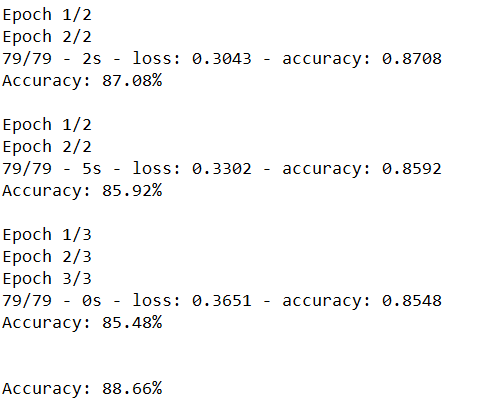 Epoch 1/2
Epoch 2/2
79/79 - 2s - loss: 0.3043 - accuracy: 0.8708
Accuracy: 87.08%
Epoch 1/2
Epoch 2/2
79/79 - 5s - loss: 0.3302 - accuracy: 0.8592
Accuracy: 85.92%
Epoch 1/3
Epoch 2/3
Epoch 3/3
79/79 - 0s - loss: 0.3651 - accuracy: 0.8548
Accuracy: 85.48%
Accuracy: 88.66%